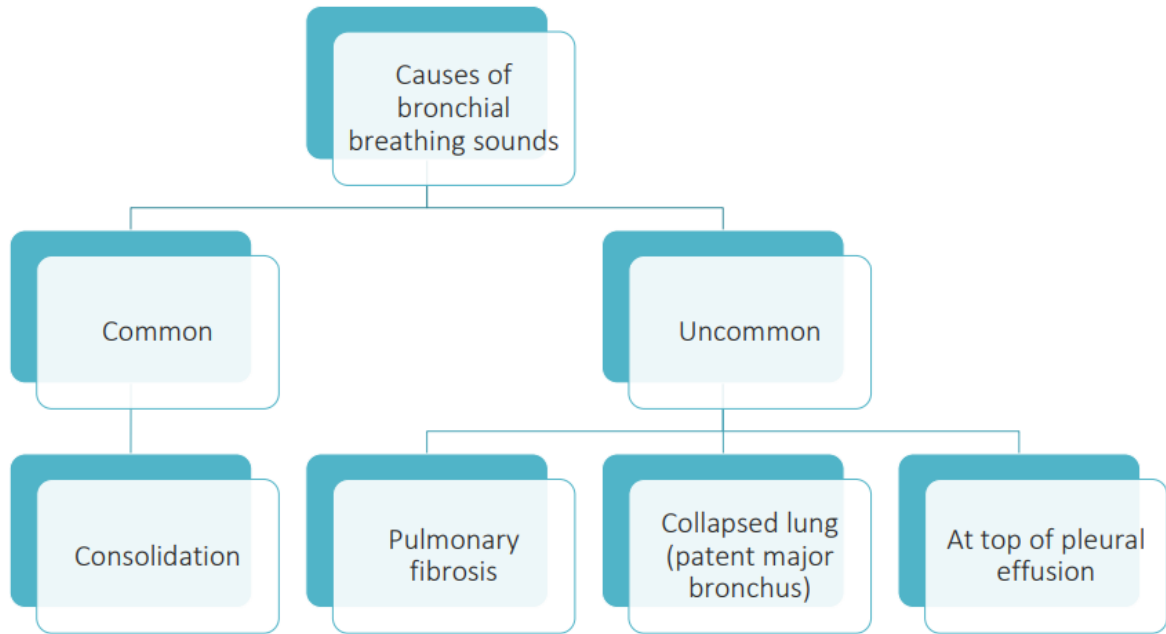 Causes of
bronchial
breathing sounds
Common
Uncommon
Consolidation
Pulmonary
fibrosis
Collapsed lung
(patent major
bronchus)
At top of pleural
effusion